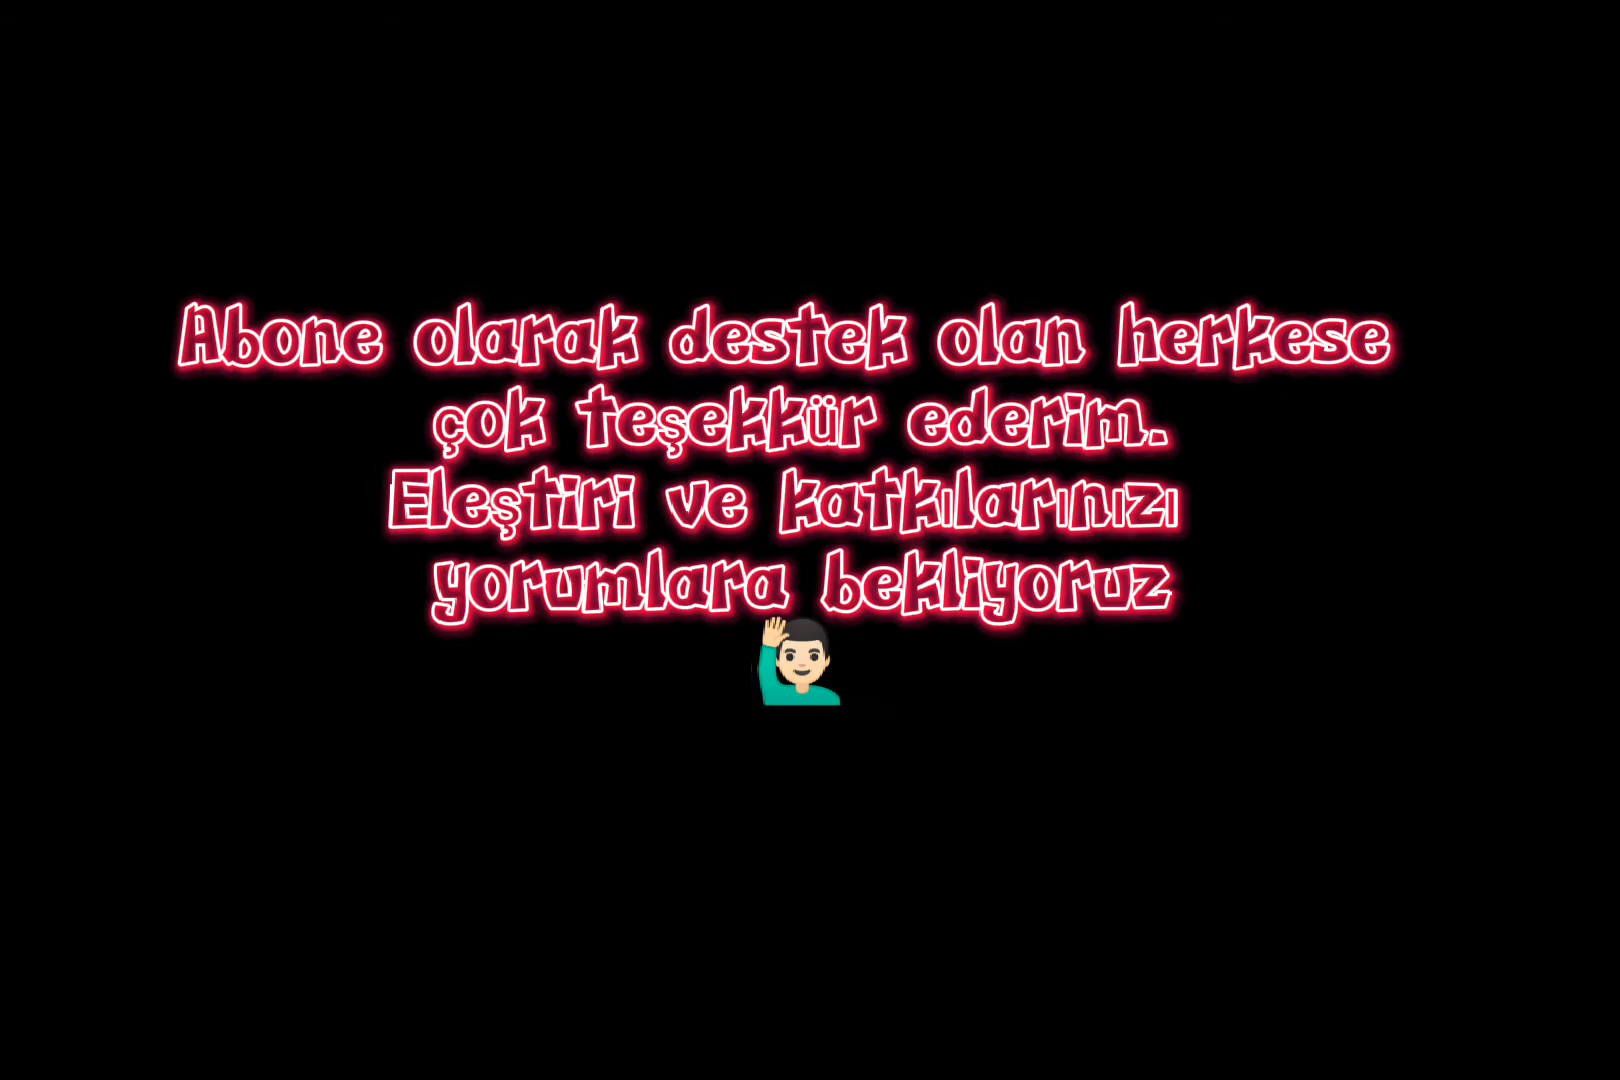 Abone olarak destek olan herkese
çok teşekkür ederim.
Eleştiri ve katkılarınızı
yorumlara bekliyoruz
🙋🏻‍♂️